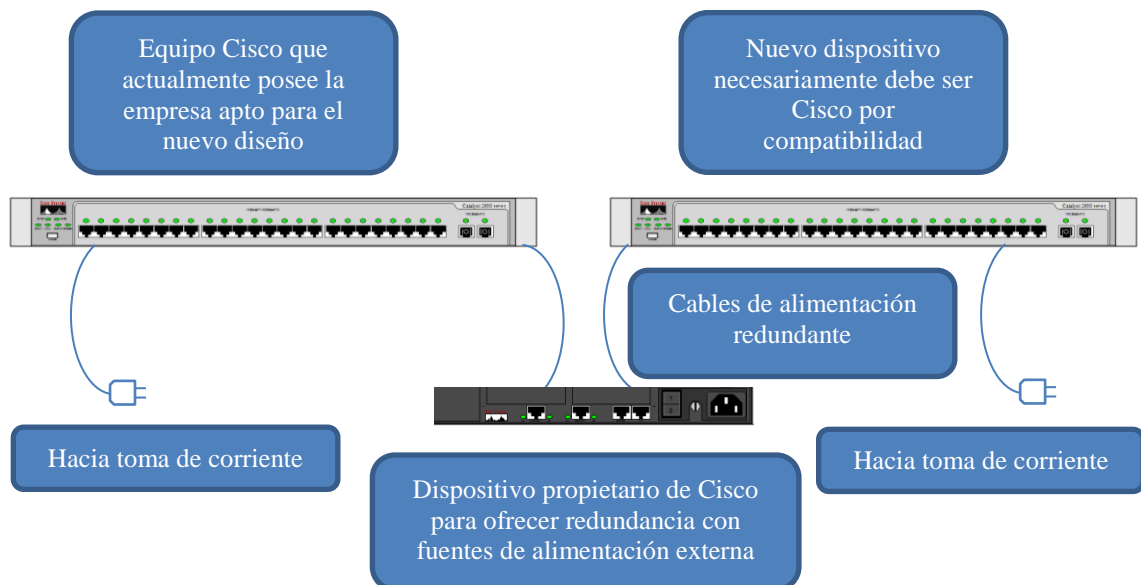 Equipo Cisco que
actualmente posee la
empresa apto para el
nuevo diseño
Nuevo dispositivo
necesariamente debe ser
Cisco por
compatibilidad
Cables de alimentación
redundante
Hacia toma de corriente
Dispositivo propietario de Cisco
para ofrecer redundancia con
fuentes de alimentación externa
Hacia toma de corriente